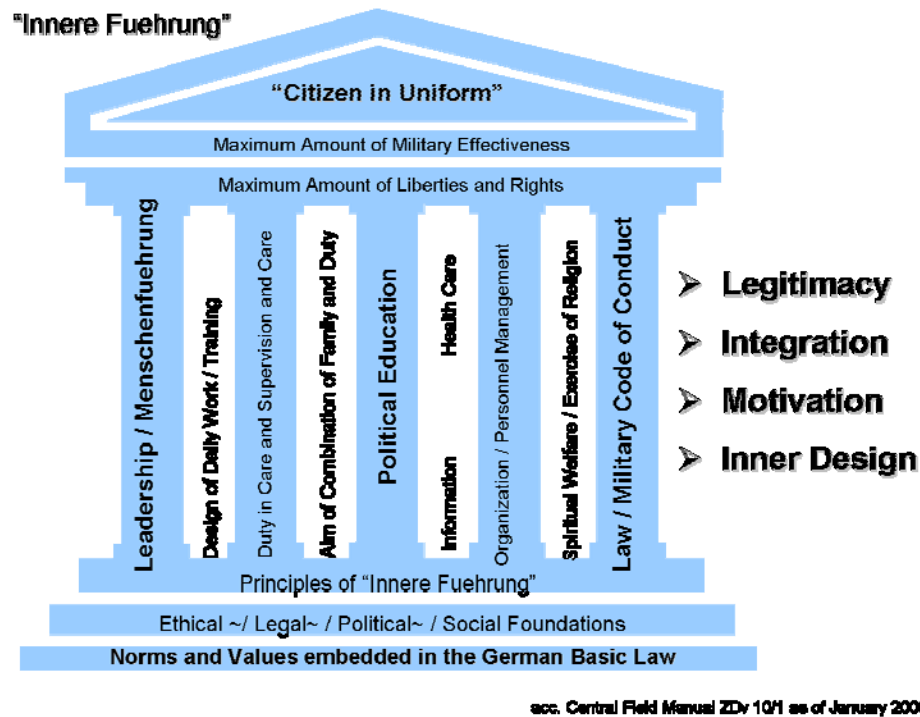 "Innere Fuehrung"
"Citizen in Uniform"
Maximum Amount of Military Effectiveness
Maximum Amount of Liberties and Rights
Leadership / Menschenfuehrung
Design of Daily Work / Training
Duty in Care and Supervision and Care
Aim of Combination of Family and Duty
Political Education
Information Health Care
Organization / Personnel Management
Spiritual Welfare / Exercise of Religion
Law / Military Code of Conduct
➢ Legitimacy
➢ Integration
➢ Motivation
➢ Inner Design
Principles of "Innere Fuehrung"
Ethical ~/ Legal~ / Political~ / Social Foundations
Norms and Values embedded in the German Basic Law
acc. Central Field Manual ZDv 10/1 as of January 200